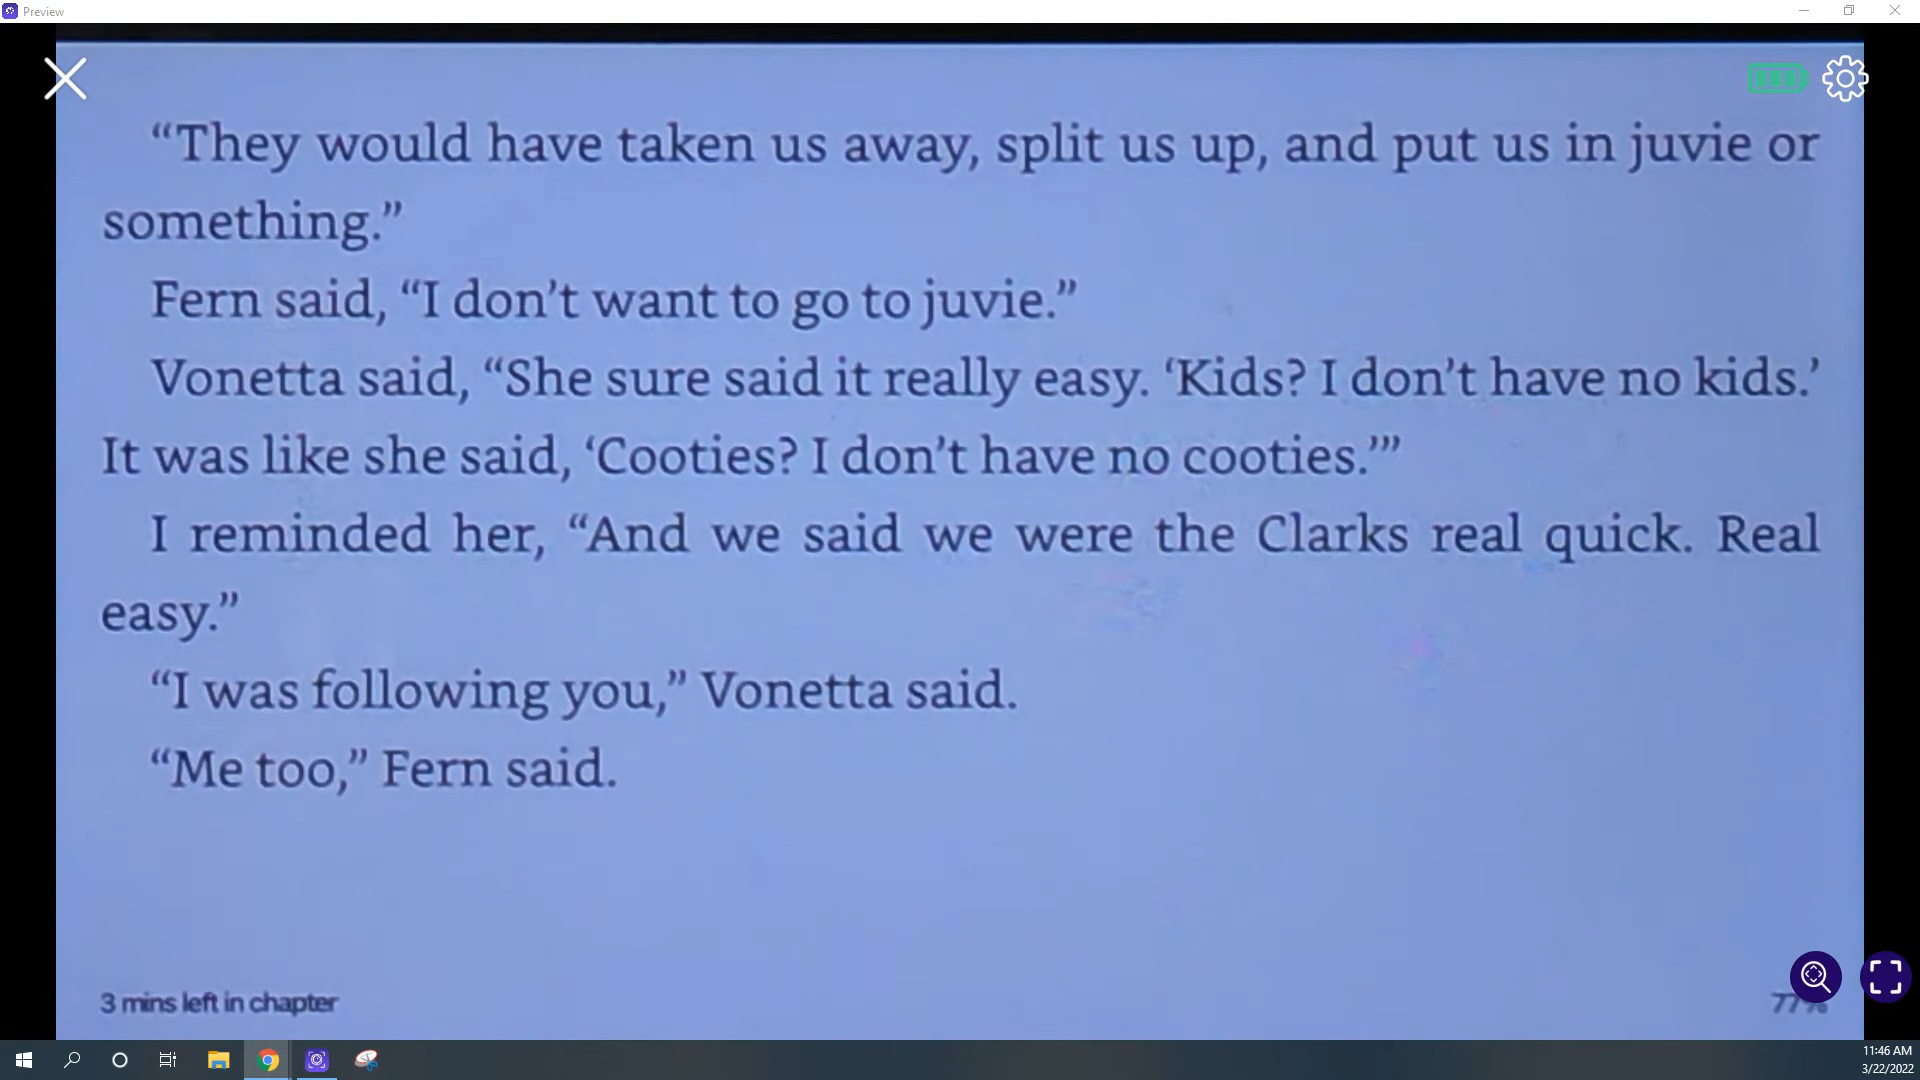 Preview
“They would have taken us away, split us up, and put us in juvie or
something.”
Fern said, “I don’t want to go to juvie.”
Vonetta said, “She sure said it really easy. ‘Kids? I don’t have no kids.’
It was like she said, ‘Cooties? I don’t have no cooties.’”
I reminded her, “And we said we were the Clarks real quick. Real
easy.”
“I was following you,” Vonetta said.
“Me too,” Fern said.
3 mins left in chapter
77%
11:46 AM
3/22/2022